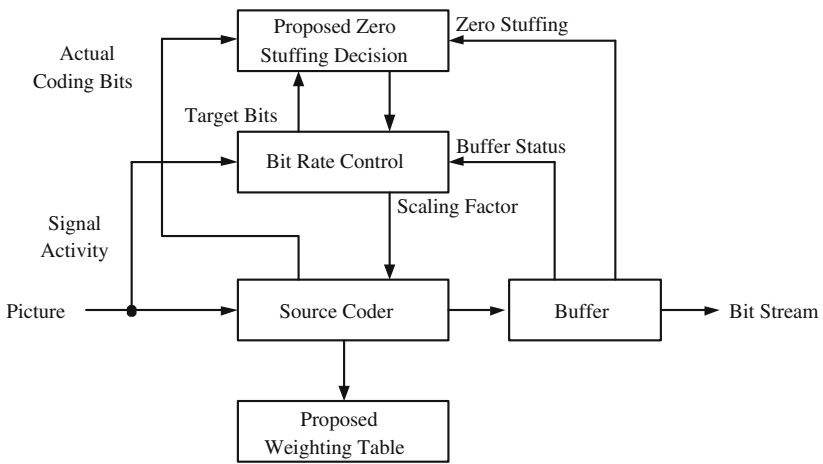 Proposed Zero
Stuffing Decision
Zero Stuffing
Actual
Coding Bits
Target Bits
Bit Rate Control
Buffer Status
Scaling Factor
Signal
Activity
Picture
Source Coder
Buffer
Bit Stream
Proposed
Weighting Table